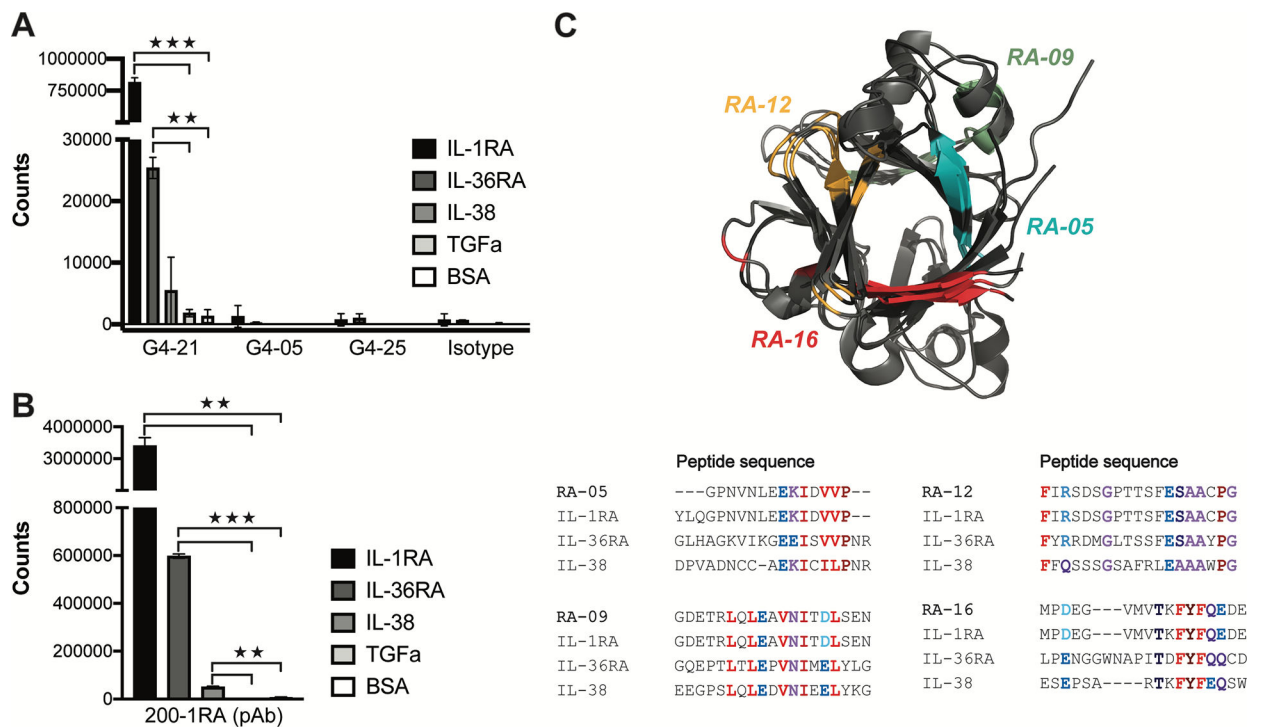 A
★★★
1000000
750000
★★
30000
20000
10000
0
Counts
IL-1RA
IL-36RA
IL-38
TGFa
BSA
G4-21 G4-05 G4-25 Isotype
B
★★
4000000
3000000
★★★
800000
600000
400000
★★
200000
0
Counts
IL-1RA
IL-36RA
IL-38
TGFa
BSA
200-1RA (pAb)
C
RA-09
RA-12
RA-05
RA-16
Peptide sequence
RA-05 ---GPNVNLEEKIDVVP--
IL-1RA YLQGPNVNLEEKIDVVP--
IL-36RA GLHAGKVIKGEEISVVPNR
IL-38 DPVADNCC-AEKICILPNR
RA-09 GDETRLQLEAVNITDLSEN
IL-1RA GDETRLQLEAVNITDLSEN
IL-36RA GQEPTLTLEPVNIMELYLG
IL-38 EEGPSLQLEDVNIEELYKG
Peptide sequence
RA-12 FIRSDSGPTTSFESAACPG
IL-1RA FIRSDSGPTTSFESAACPG
IL-36RA FYRRDMGLTSSFESAAYPG
IL-38 FFQSSSGSAFRLEAAAWPG
RA-16 MPDEG---VMVTKFYFQEDE
IL-1RA MPDEG---VMVTKFYFQEDE
IL-36RA LPENGGWNAPITDFYFQQCD
IL-38 ESEPSA----RTKFYFEQSW